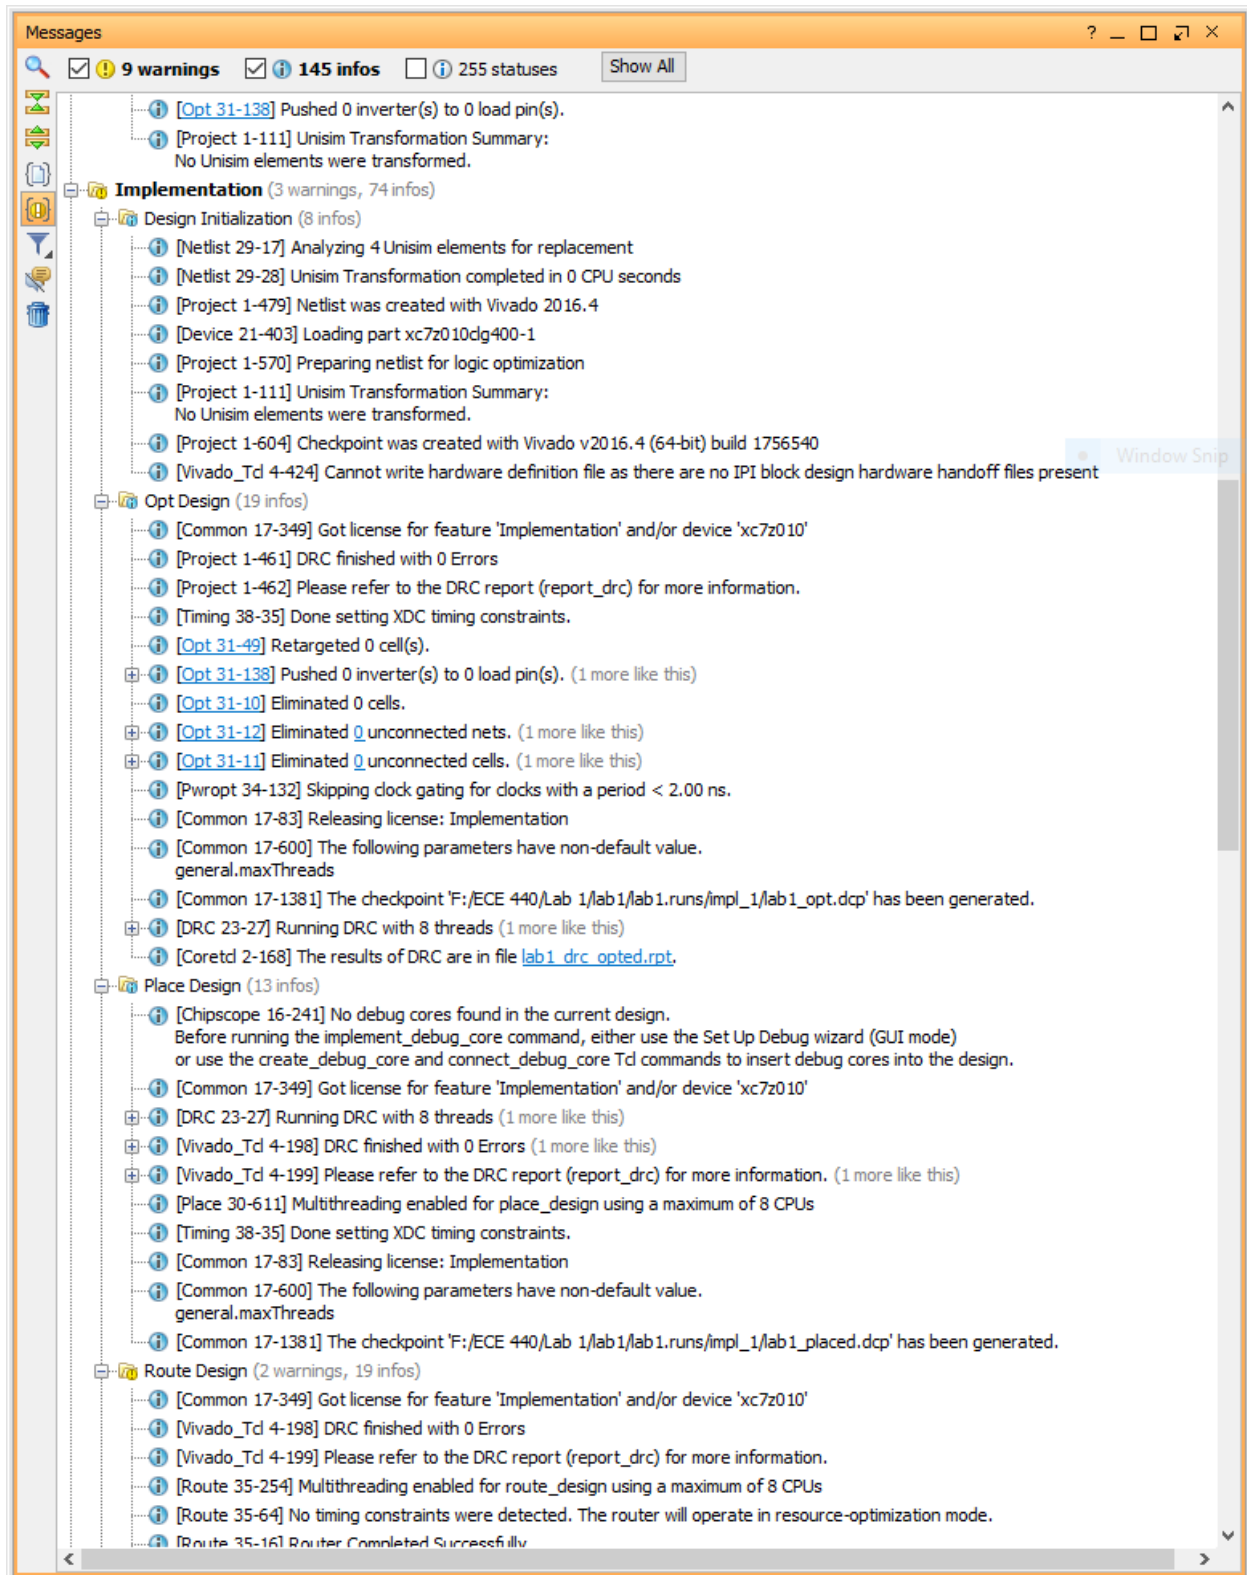 Messages
9 warnings 145 infos 255 statuses Show All
[Opt 31-138] Pushed 0 inverter(s) to 0 load pin(s).
[Project 1-111] Unisim Transformation Summary:
No Unisim elements were transformed.
Implementation (3 warnings, 74 infos)
Design Initialization (8 infos)
[Netlist 29-17] Analyzing 4 Unisim elements for replacement
[Netlist 29-28] Unisim Transformation completed in 0 CPU seconds
[Project 1-479] Netlist was created with Vivado 2016.4
[Device 21-403] Loading part xc7z010clg400-1
[Project 1-570] Preparing netlist for logic optimization
[Project 1-111] Unisim Transformation Summary:
No Unisim elements were transformed.
[Project 1-604] Checkpoint was created with Vivado v2016.4 (64-bit) build 1756540
Window Snip
[Vivado_Tcl 4-424] Cannot write hardware definition file as there are no IPI block design hardware handoff files present
Opt Design (19 infos)
[Common 17-349] Got license for feature 'Implementation' and/or device 'xc7z010'
[Project 1-461] DRC finished with 0 Errors
[Project 1-462] Please refer to the DRC report (report_drc) for more information.
[Timing 38-35] Done setting XDC timing constraints.
[Opt 31-49] Retargeted 0 cell(s).
[Opt 31-138] Pushed 0 inverter(s) to 0 load pin(s). (1 more like this)
[Opt 31-10] Eliminated 0 cells.
[Opt 31-12] Eliminated 0 unconnected nets. (1 more like this)
[Opt 31-11] Eliminated 0 unconnected cells. (1 more like this)
[Pwropt 34-132] Skipping clock gating for clocks with a period < 2.00 ns.
[Common 17-83] Releasing license: Implementation
[Common 17-600] The following parameters have non-default value.
general.maxThreads
[Common 17-1381] The checkpoint 'F:/ECE 440/Lab 1/lab1/lab1.runs/impl_1/lab1_opt.dcp' has been generated.
[DRC 23-27] Running DRC with 8 threads (1 more like this)
[Coretcl 2-168] The results of DRC are in file lab1_drc_opted.rpt.
Place Design (13 infos)
[Chipscope 16-241] No debug cores found in the current design.
Before running the implement_debug_core command, either use the Set Up Debug wizard (GUI mode)
or use the create_debug_core and connect_debug_core Tcl commands to insert debug cores into the design.
[Common 17-349] Got license for feature 'Implementation' and/or device 'xc7z010'
[DRC 23-27] Running DRC with 8 threads (1 more like this)
[Vivado_Tcl 4-198] DRC finished with 0 Errors (1 more like this)
[Vivado_Tcl 4-199] Please refer to the DRC report (report_drc) for more information. (1 more like this)
[Place 30-611] Multithreading enabled for place_design using a maximum of 8 CPUs
[Timing 38-35] Done setting XDC timing constraints.
[Common 17-83] Releasing license: Implementation
[Common 17-600] The following parameters have non-default value.
general.maxThreads
[Common 17-1381] The checkpoint 'F:/ECE 440/Lab 1/lab1/lab1.runs/impl_1/lab1_placed.dcp' has been generated.
Route Design (2 warnings, 19 infos)
[Common 17-349] Got license for feature 'Implementation' and/or device 'xc7z010'
[Vivado_Tcl 4-198] DRC finished with 0 Errors
[Vivado_Tcl 4-199] Please refer to the DRC report (report_drc) for more information.
[Route 35-254] Multithreading enabled for route_design using a maximum of 8 CPUs
[Route 35-64] No timing constraints were detected. The router will operate in resource-optimization mode.
[Route 35-16] Router Completed Successfully